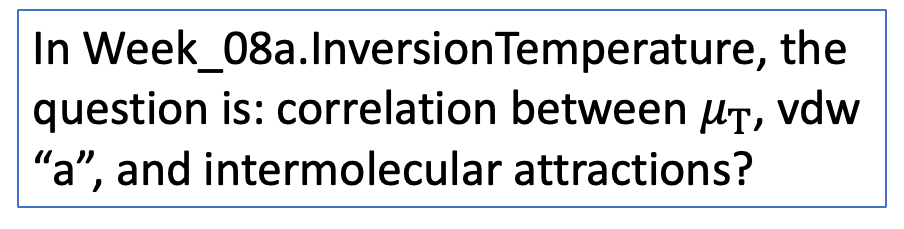 In Week_08a.InversionTemperature, the
question is: correlation between μT, vdw
“a”, and intermolecular attractions?